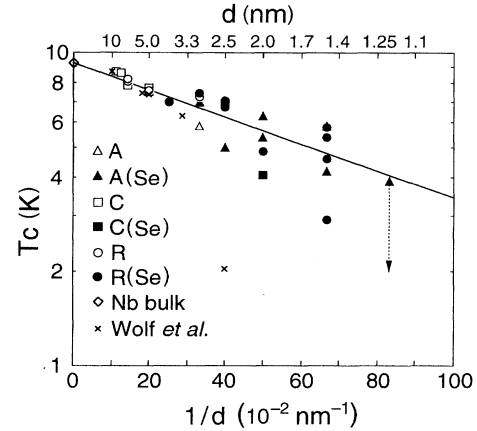 d (nm)
10 5.0 3.3 2.5 2.0 1.7 1.4 1.25 1.1
10
8
6
4
2
1
Tc (K)
A
A(Se)
C
C(Se)
R
R(Se)
Nb bulk
Wolf et al.
0 20 40 60 80 100
1/d (10⁻² nm⁻¹)